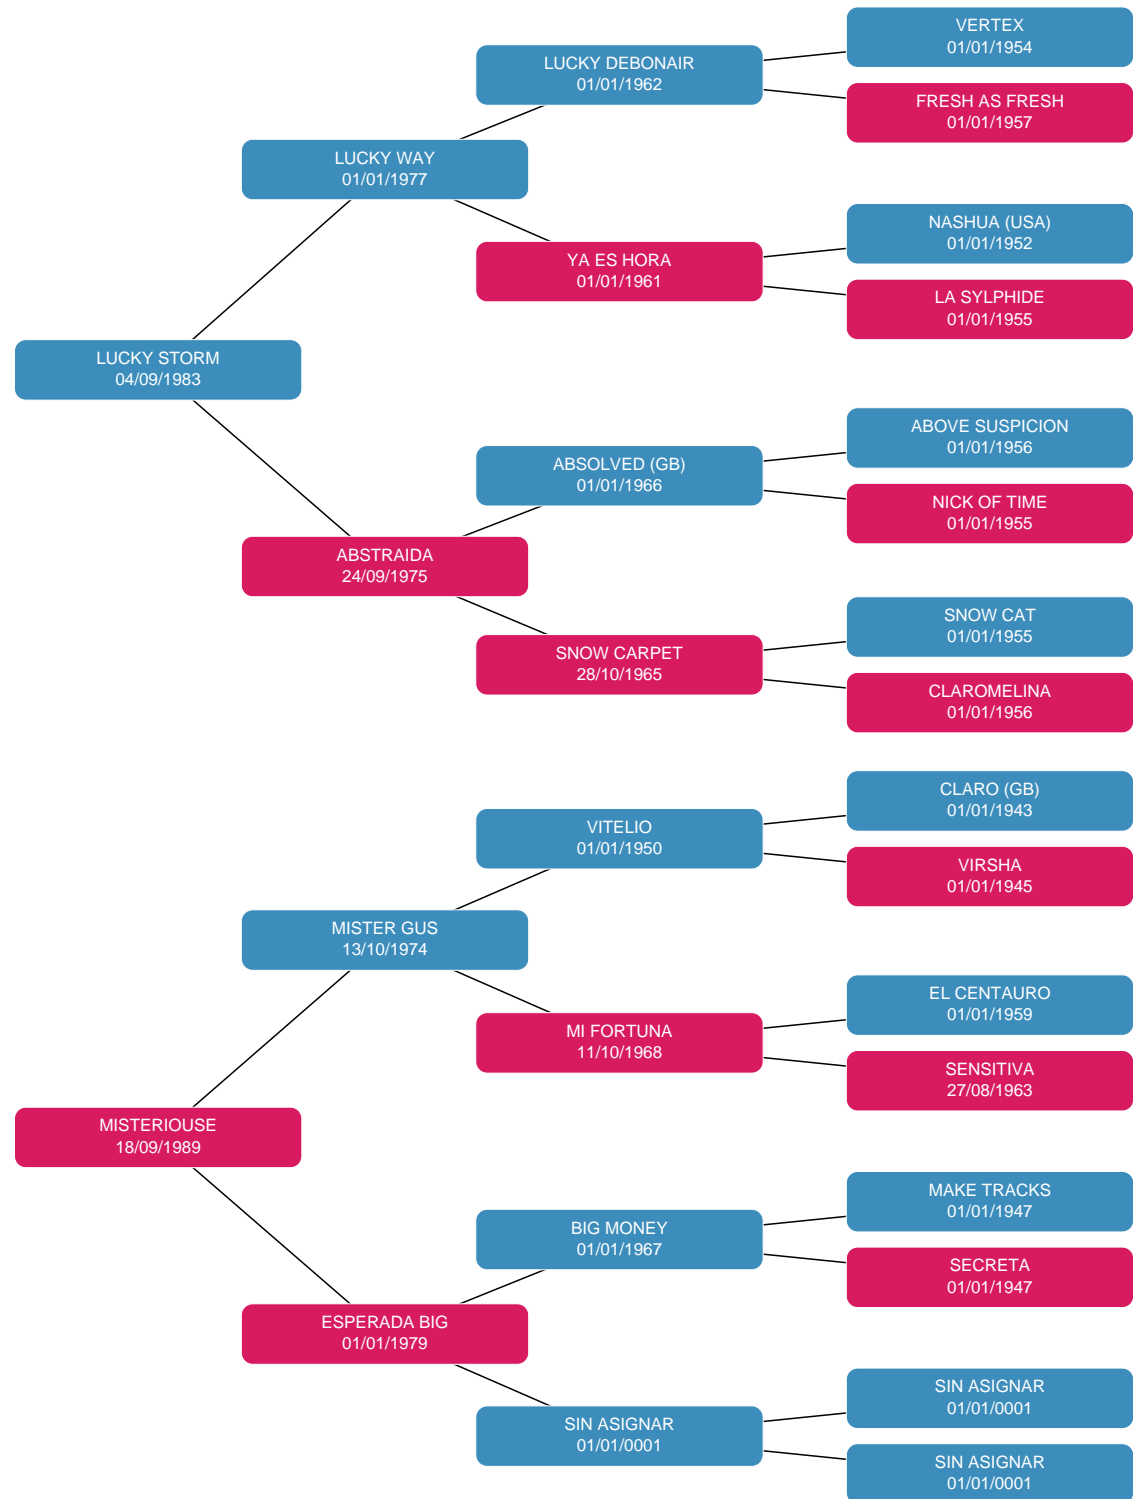 VERTEX
01/01/1954
LUCKY DEBONAIR
01/01/1962
FRESH AS FRESH
01/01/1957
LUCKY WAY
01/01/1977
NASHUA (USA)
01/01/1952
YA ES HORA
01/01/1961
LA SYLPHIDE
01/01/1955
LUCKY STORM
04/09/1983
ABOVE SUSPICION
01/01/1956
ABSOLVED (GB)
01/01/1966
NICK OF TIME
01/01/1955
ABSTRAIDA
24/09/1975
SNOW CAT
01/01/1955
SNOW CARPET
28/10/1965
CLAROMELINA
01/01/1956
CLARO (GB)
01/01/1943
VITELIO
01/01/1950
VIRSHA
01/01/1945
MISTER GUS
13/10/1974
EL CENTAURO
01/01/1959
MI FORTUNA
11/10/1968
SENSITIVA
27/08/1963
MISTERIOUSE
18/09/1989
MAKE TRACKS
01/01/1947
BIG MONEY
01/01/1967
SECRETA
01/01/1947
ESPERADA BIG
01/01/1979
SIN ASIGNAR
01/01/0001
SIN ASIGNAR
01/01/0001
SIN ASIGNAR
01/01/0001